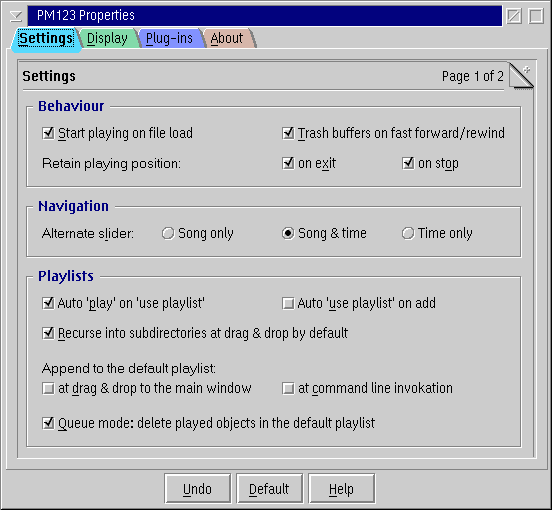 PM123 Properties
Settings Display Plug-ins About
Settings Page 1 of 2
Behaviour
Start playing on file load Trash buffers on fast forward/rewind
Retain playing position: on exit on stop
Navigation
Alternate slider: Song only Song & time Time only
Playlists
Auto 'play' on 'use playlist' Auto 'use playlist' on add
Recurse into subdirectories at drag & drop by default
Append to the default playlist:
at drag & drop to the main window at command line invokation
Queue mode: delete played objects in the default playlist
Undo Default Help